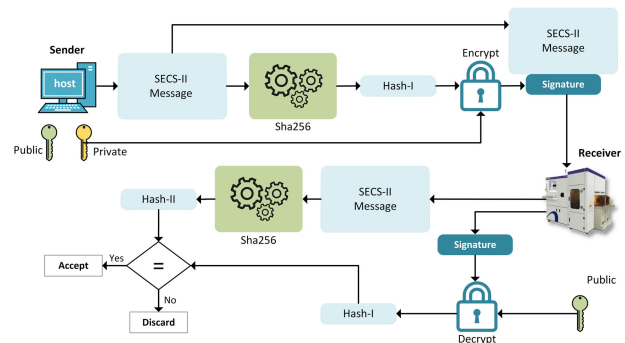 Sender
host
SECS-II
Message
Sha256
Hash-I
Encrypt
SECS-II
Message
Signature
Public
Private
Receiver
SECS-II
Message
Sha256
Hash-II
Signature
=
Yes
Accept
No
Discard
Hash-I
Decrypt
Public